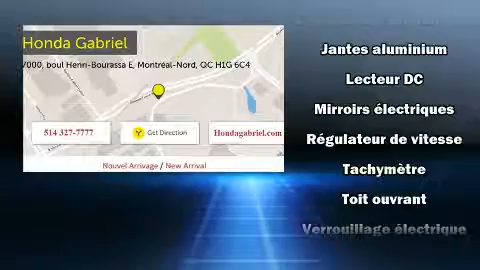 Honda Gabriel
7000, boul Henri-Bourassa E, Montréal-Nord, QC H1G 6C4
514 327-7777
Get Direction
Hondagabriel.com
Nouvel Arrivage / New Arrival
Jantes aluminium
Lecteur DC
Mirroirs électriques
Régulateur de vitesse
Tachymètre
Toit ouvrant
Verrouillage électrique